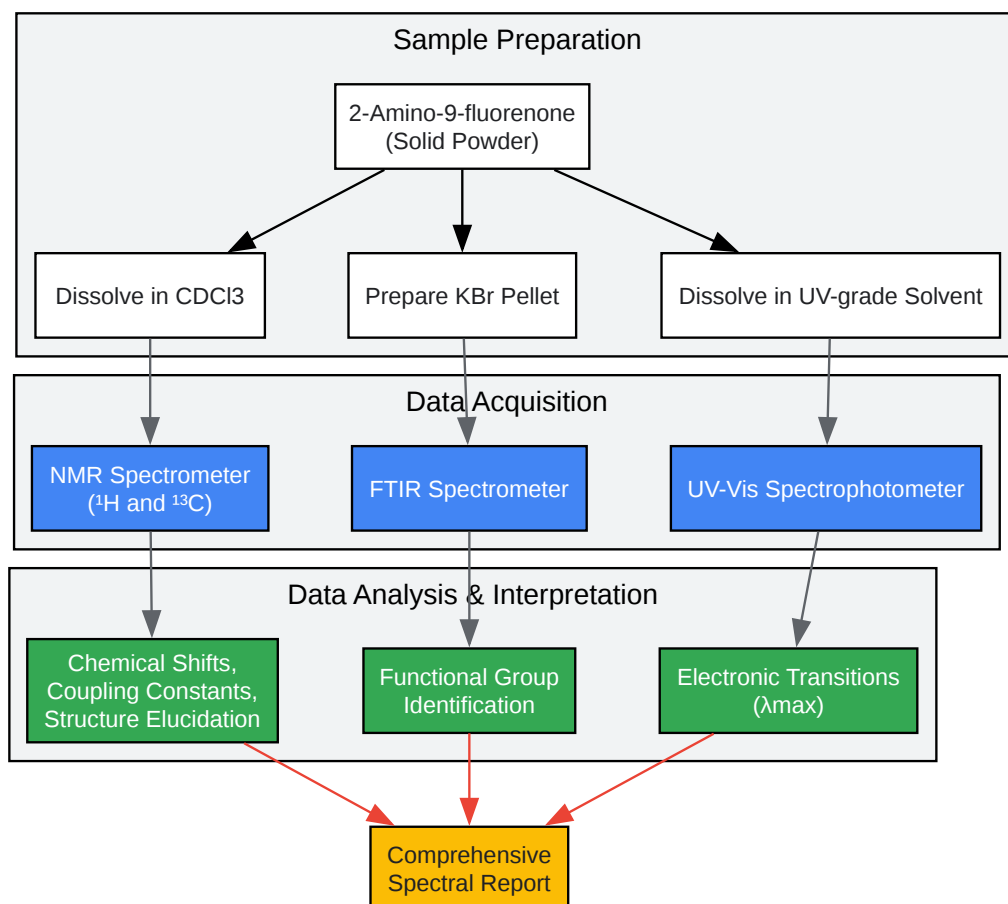 Sample Preparation
2-Amino-9-fluorenone
(Solid Powder)
Dissolve in CDCl3
Prepare KBr Pellet
Dissolve in UV-grade Solvent
Data Acquisition
NMR Spectrometer
(¹H and ¹³C)
FTIR Spectrometer
UV-Vis Spectrophotometer
Data Analysis & Interpretation
Chemical Shifts,
Coupling Constants,
Structure Elucidation
Functional Group
Identification
Electronic Transitions
(λmax)
Comprehensive
Spectral Report